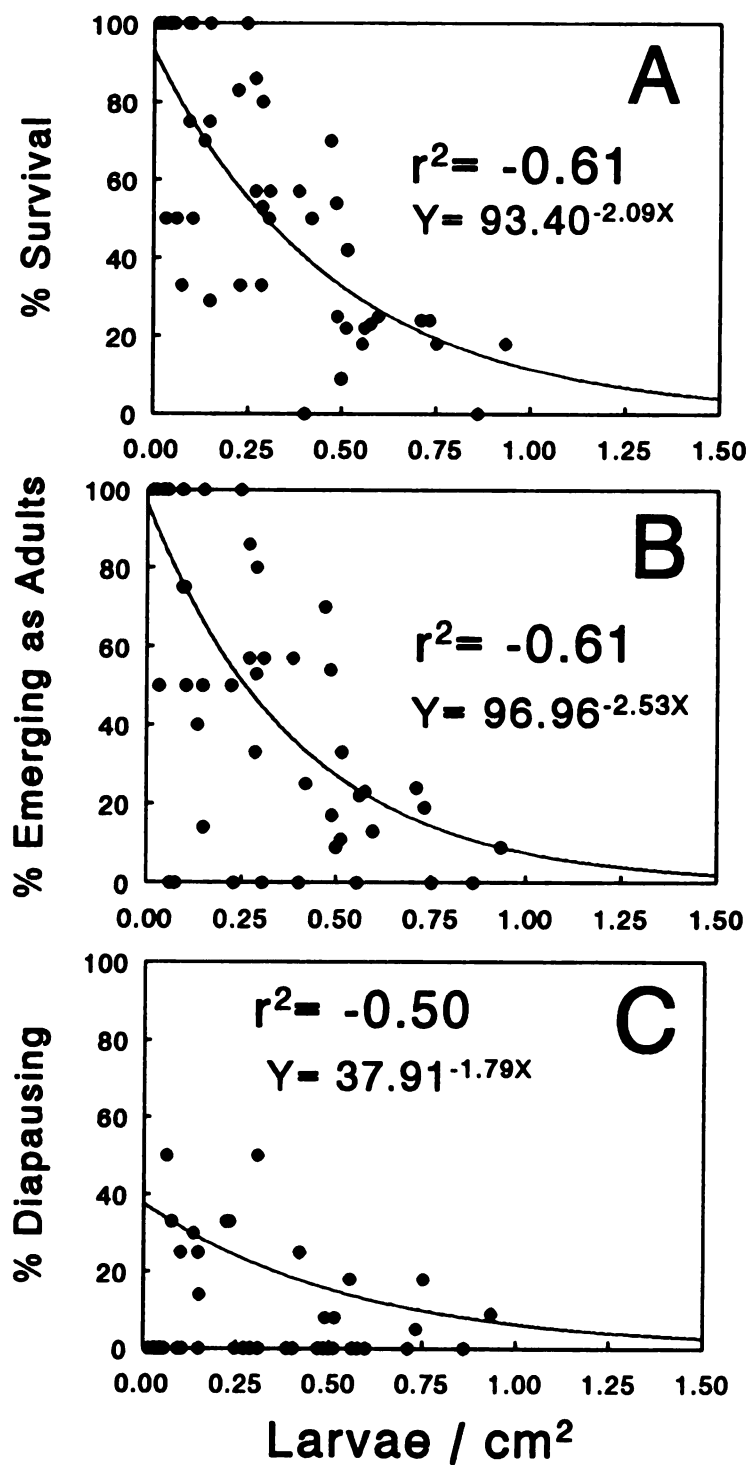 A
r²= -0.61
Y= 93.40^-2.09X
% Survival
100
80
60
40
20
0
0.00 0.25 0.50 0.75 1.00 1.25 1.50
B
r²= -0.61
Y= 96.96^-2.53X
% Emerging as Adults
100
80
60
40
20
0
0.00 0.25 0.50 0.75 1.00 1.25 1.50
C
r²= -0.50
Y= 37.91^-1.79X
% Diapausing
100
80
60
40
20
0
0.00 0.25 0.50 0.75 1.00 1.25 1.50
Larvae / cm²